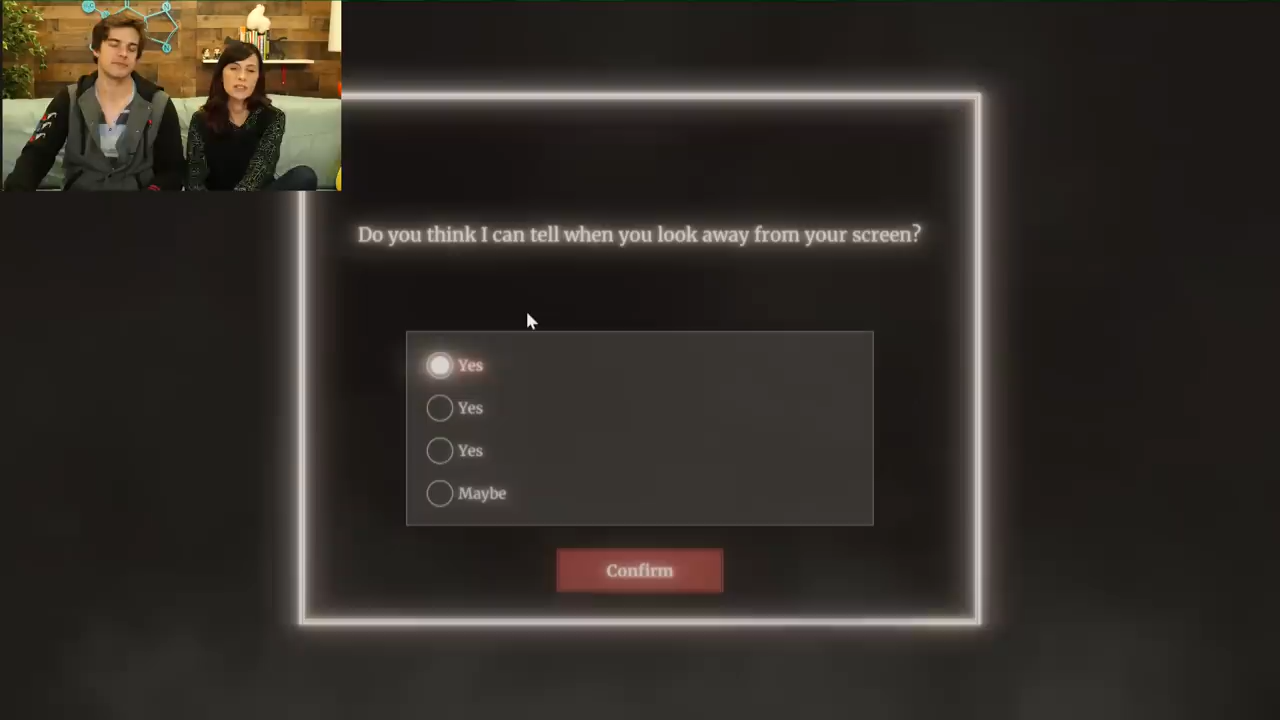 Do you think I can tell when you look away from your screen?
Yes
Yes
Yes
Maybe
Confirm